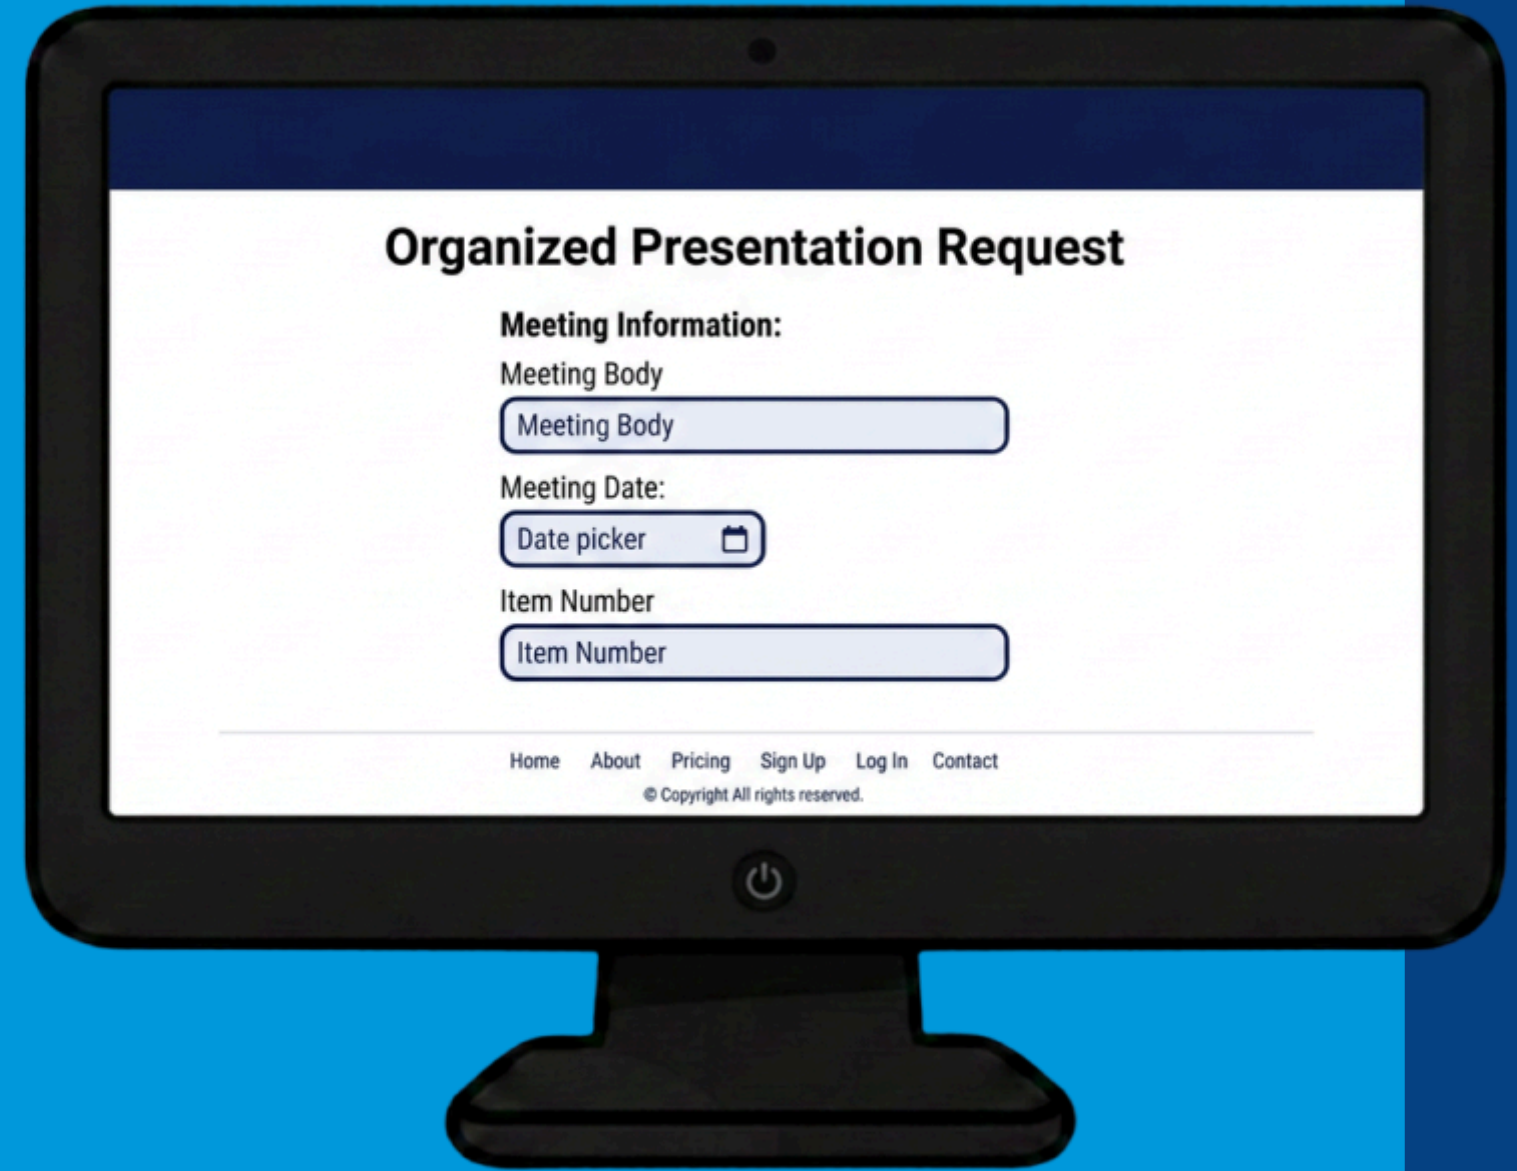 Organized Presentation Request
Meeting Information:
Meeting Body
Meeting Body
Meeting Date:
Date picker
Item Number
Item Number
Home About Pricing Sign Up Log In Contact
© Copyright All rights reserved.